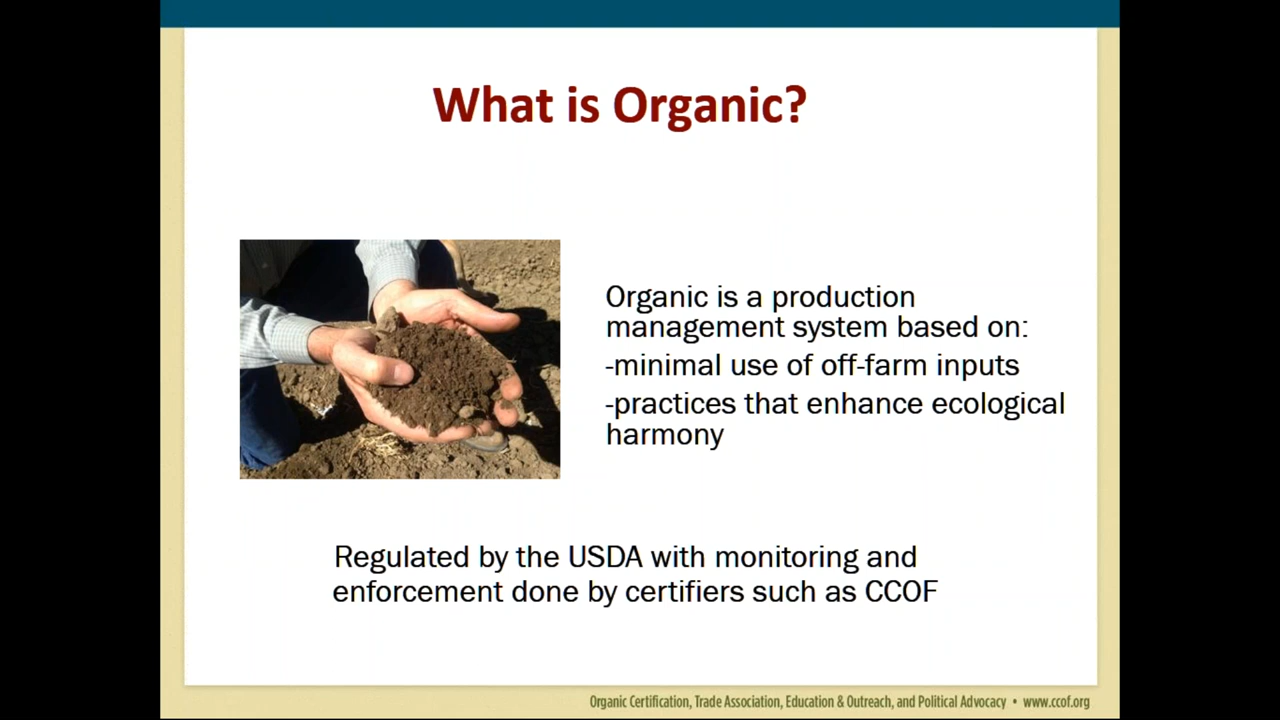 What is Organic?
Organic is a production
management system based on:
-minimal use of off-farm inputs
-practices that enhance ecological
harmony
Regulated by the USDA with monitoring and
enforcement done by certifiers such as CCOF
Organic Certification, Trade Association, Education & Outreach, and Political Advocacy • www.ccof.org